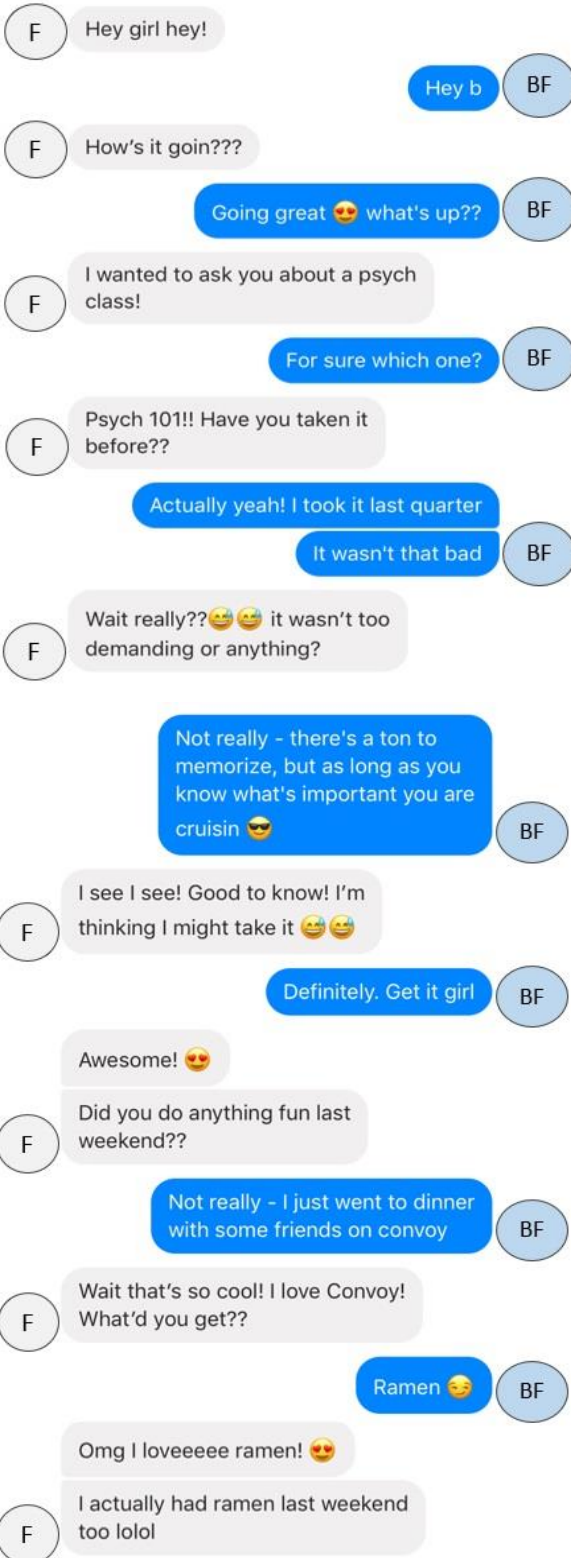 F
Hey girl hey!
Hey b
BF
F
How's it goin???
Going great 😍 what's up??
BF
I wanted to ask you about a psych
class!
F
For sure which one?
BF
Psych 101!! Have you taken it
before??
F
Actually yeah! I took it last quarter
It wasn't that bad
BF
Wait really??😅😅 it wasn't too
demanding or anything?
F
Not really - there's a ton to
memorize, but as long as you
know what's important you are
cruisin 😎
BF
I see I see! Good to know! I'm
thinking I might take it 😅😅
F
Definitely. Get it girl
BF
Awesome! 😍
Did you do anything fun last
weekend??
F
Not really - I just went to dinner
with some friends on convoy
BF
Wait that's so cool! I love Convoy!
What'd you get??
F
Ramen 😏
BF
Omg I loveeeee ramen! 😍
I actually had ramen last weekend
too lolol
F